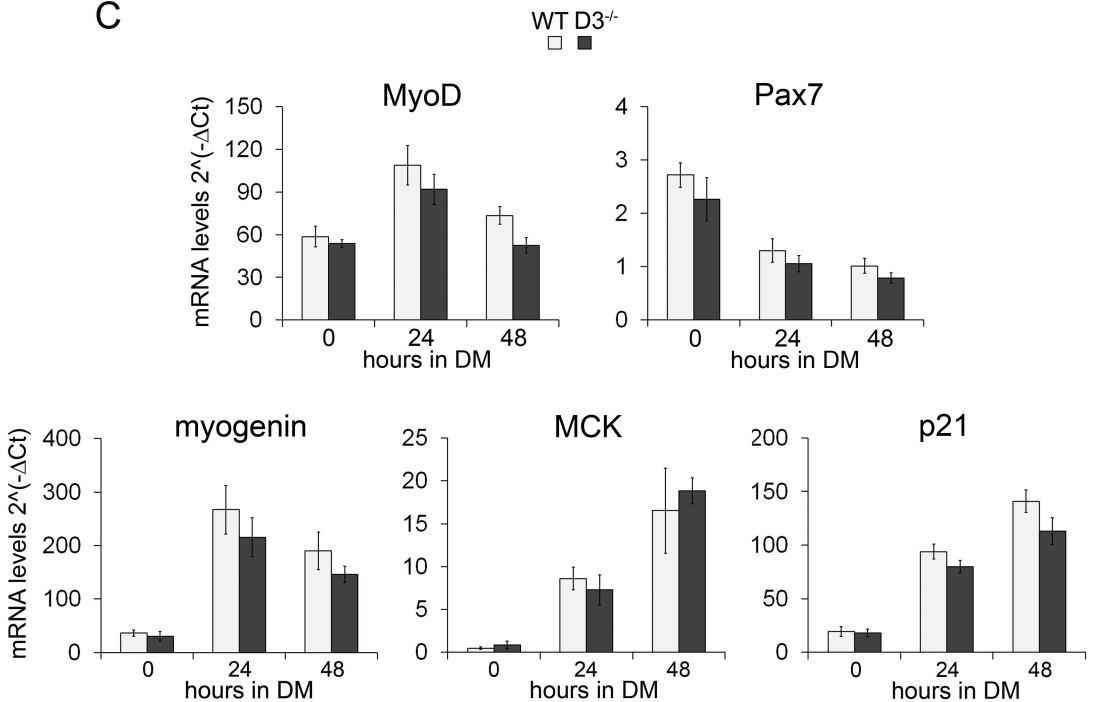 C
WT D3-/-
MyoD
mRNA levels 2^(-ΔCt)
150
120
90
60
30
0
0 24 48
hours in DM
Pax7
4
3
2
1
0
0 24 48
hours in DM
myogenin
mRNA levels 2^(-ΔCt)
400
300
200
100
0
0 24 48
hours in DM
MCK
25
20
15
10
5
0
0 24 48
hours in DM
p21
200
150
100
50
0
0 24 48
hours in DM